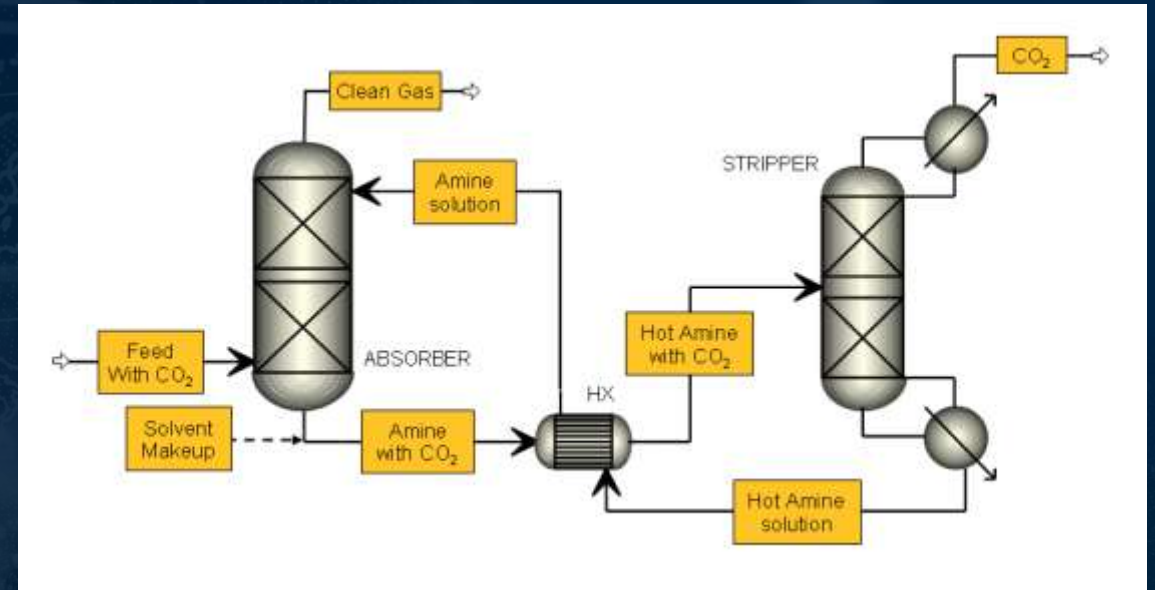 CO₂
Clean Gas
STRIPPER
Amine
solution
Hot Amine
with CO₂
Feed
With CO₂
ABSORBER
HX
Solvent
Makeup
Amine
with CO₂
Hot Amine
solution